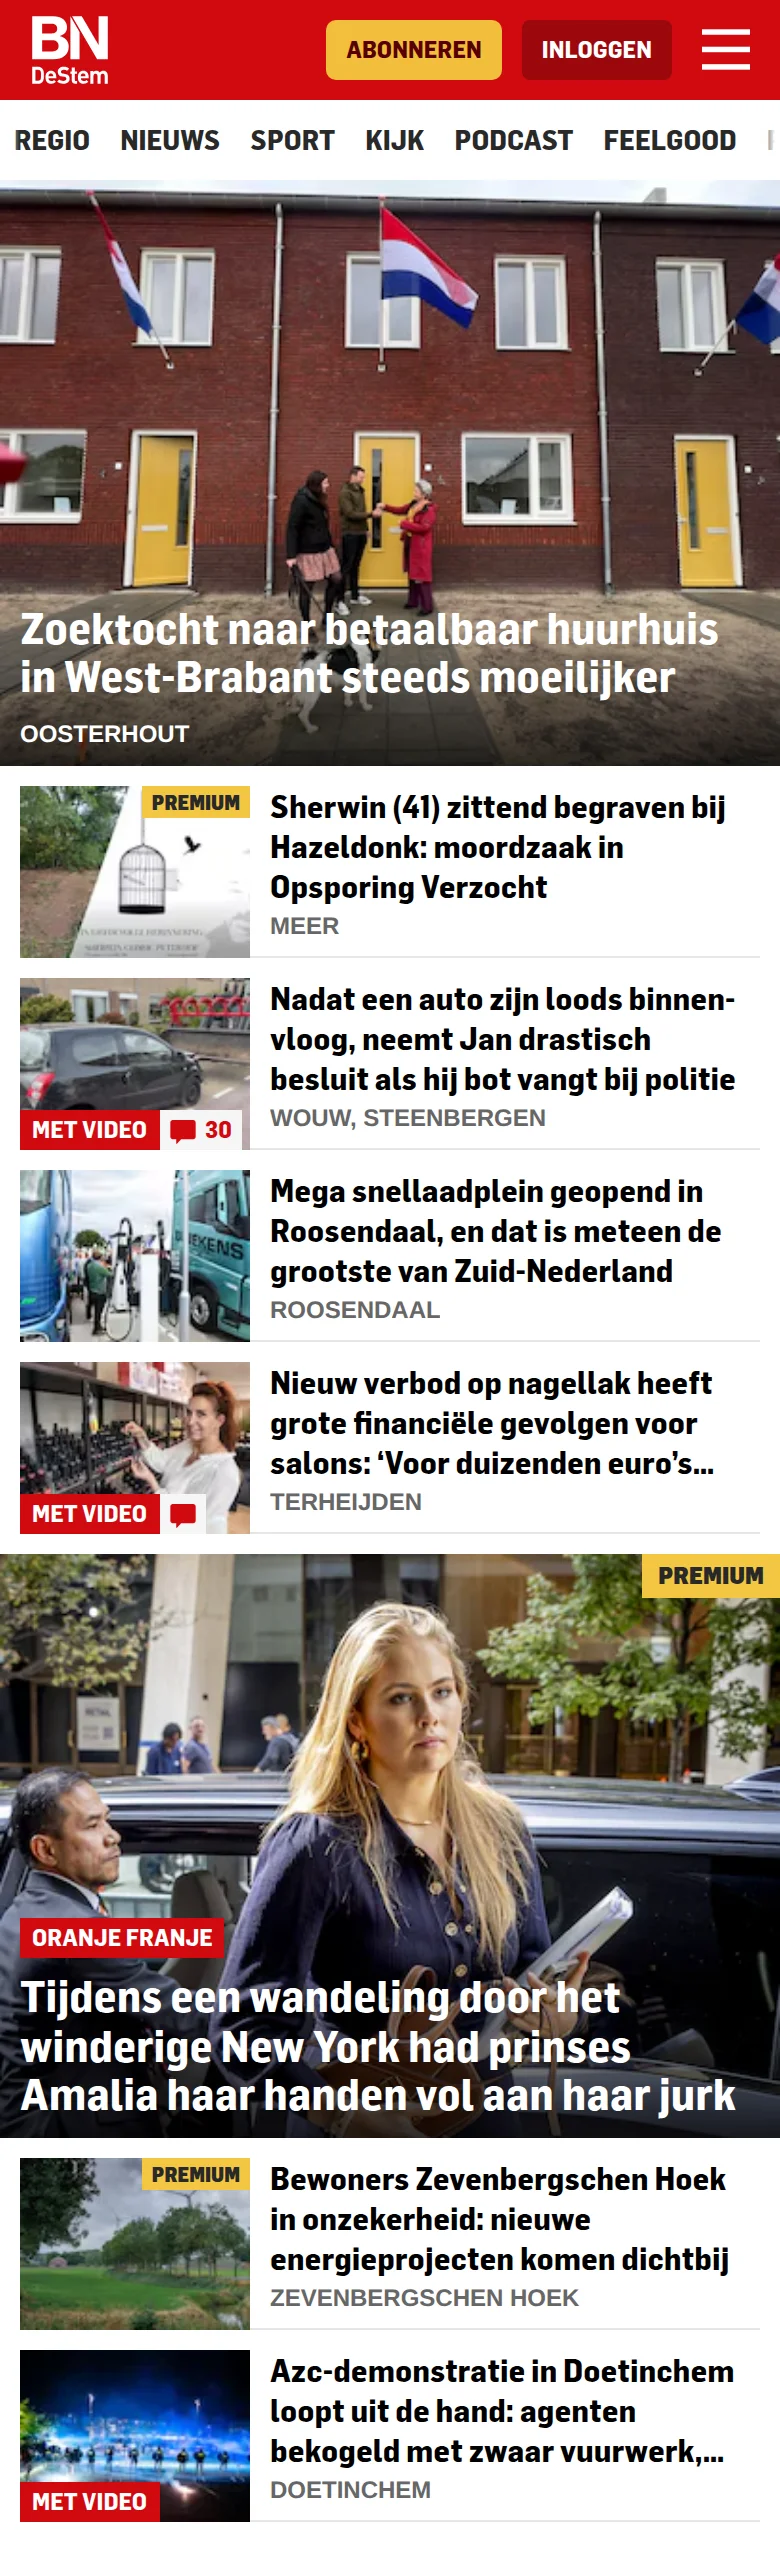 BN
DeStem
ABONNEREN
INLOGGEN
REGIO NIEUWS SPORT KIJK PODCAST FEELGOOD
Zoektocht naar betaalbaar huurhuis
in West-Brabant steeds moeilijker
OOSTERHOUT
PREMIUM
Sherwin (41) zittend begraven bij
Hazeldonk: moordzaak in
Opsporing Verzocht
MEER
Nadat een auto zijn loods binnen-
vloog, neemt Jan drastisch
besluit als hij bot vangt bij politie
WOUW, STEENBERGEN
MET VIDEO
30
Mega snellaadplein geopend in
Roosendaal, en dat is meteen de
grootste van Zuid-Nederland
ROOSENDAAL
Nieuw verbod op nagellak heeft
grote financiële gevolgen voor
salons: ‘Voor duizenden euro’s...
TERHEIJDEN
MET VIDEO
PREMIUM
ORANJE FRANJE
Tijdens een wandeling door het
winderige New York had prinses
Amalia haar handen vol aan haar jurk
PREMIUM
Bewoners Zevenbergschen Hoek
in onzekerheid: nieuwe
energieprojecten komen dichtbij
ZEVENBERGSCHEN HOEK
Azc-demonstratie in Doetinchem
loopt uit de hand: agenten
bekogeld met zwaar vuurwerk,...
DOETINCHEM
MET VIDEO